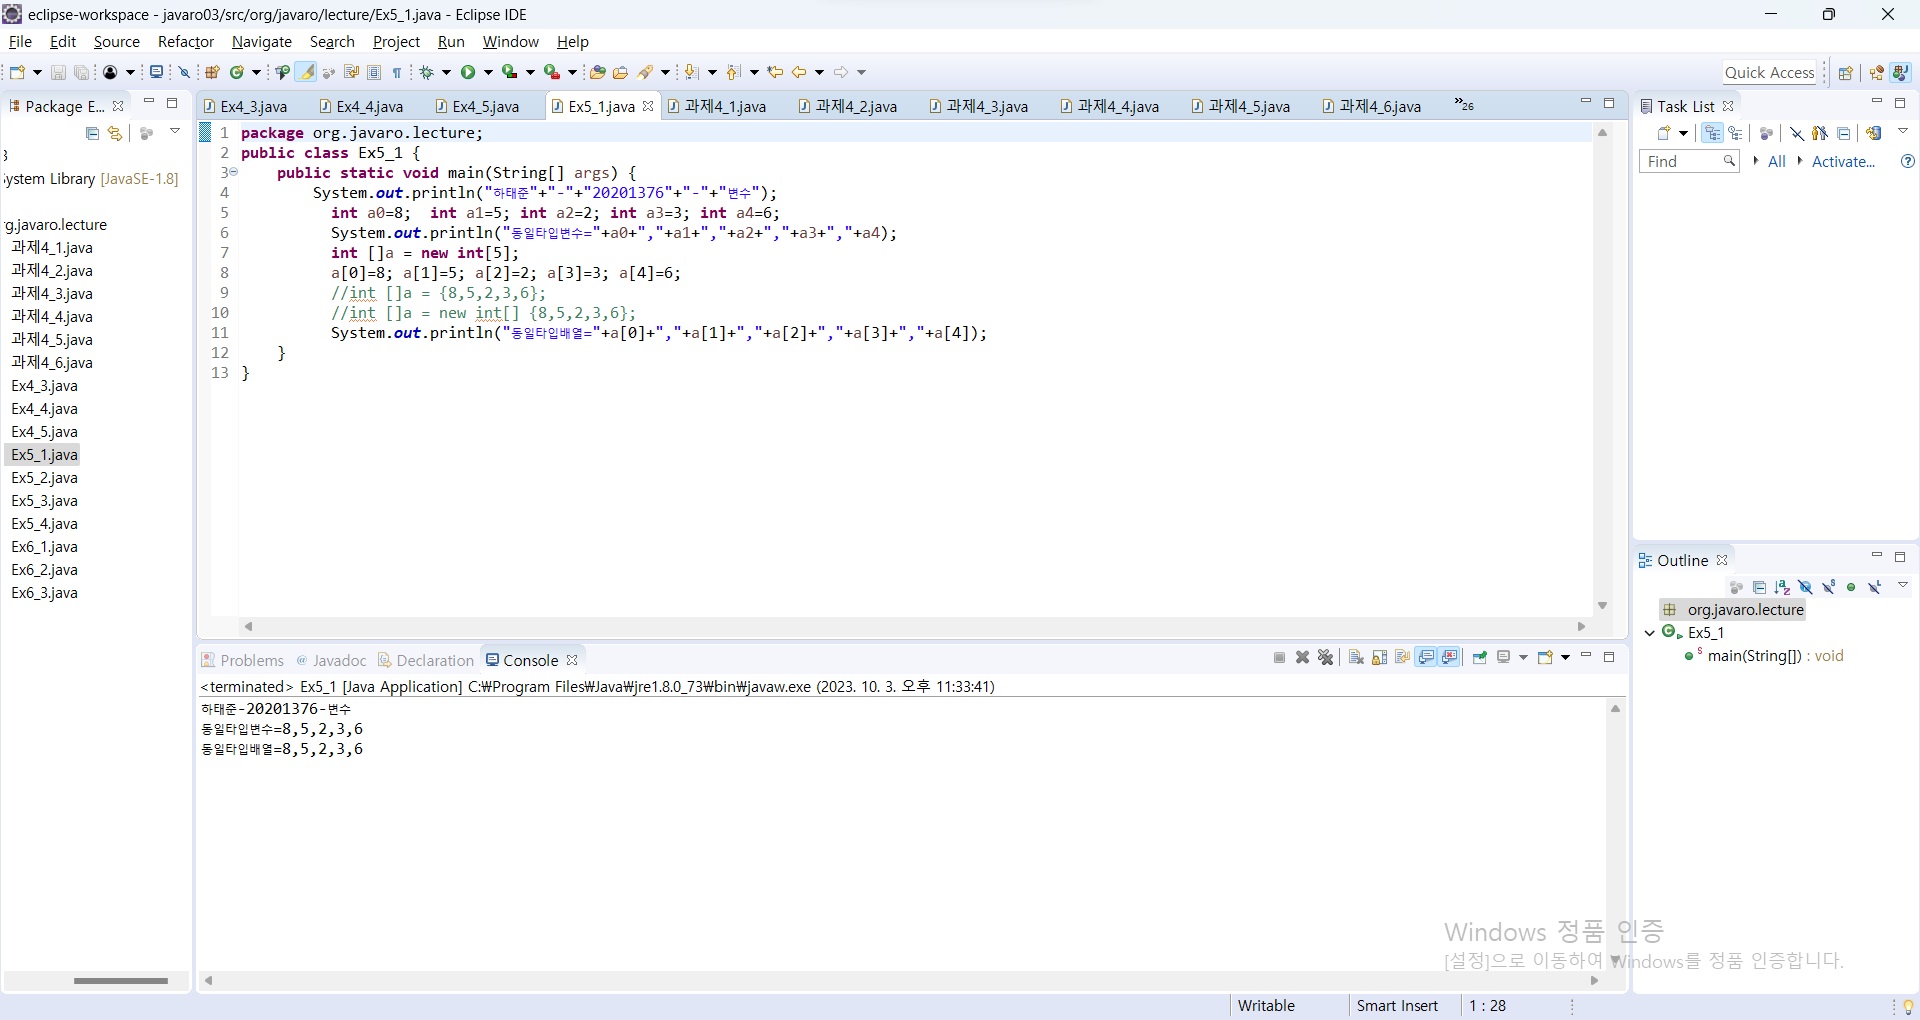 eclipse-workspace - javaro03/src/org/javaro/lecture/Ex5_1.java - Eclipse IDE
File Edit Source Refactor Navigate Search Project Run Window Help
Quick Access
Package E...
Ex4_3.java Ex4_4.java Ex4_5.java Ex5_1.java 과제4_1.java 과제4_2.java 과제4_3.java 과제4_4.java 과제4_5.java 과제4_6.java »26
Task List
Find All Activate...
ystem Library [JavaSE-1.8]
g.javaro.lecture
과제4_1.java
과제4_2.java
과제4_3.java
과제4_4.java
과제4_5.java
과제4_6.java
Ex4_3.java
Ex4_4.java
Ex4_5.java
Ex5_1.java
Ex5_2.java
Ex5_3.java
Ex5_4.java
Ex6_1.java
Ex6_2.java
Ex6_3.java
1 package org.javaro.lecture;
2 public class Ex5_1 {
3 public static void main(String[] args) {
4 System.out.println("하태준"+"-"+"20201376"+"-"+"변수");
5 int a0=8; int a1=5; int a2=2; int a3=3; int a4=6;
6 System.out.println("동일타입변수="+a0+","+a1+","+a2+","+a3+","+a4);
7 int []a = new int[5];
8 a[0]=8; a[1]=5; a[2]=2; a[3]=3; a[4]=6;
9 //int []a = {8,5,2,3,6};
10 //int []a = new int[] {8,5,2,3,6};
11 System.out.println("동일타입배열="+a[0]+","+a[1]+","+a[2]+","+a[3]+","+a[4]);
12 }
13 }
Outline
org.javaro.lecture
Ex5_1
main(String[]) : void
Problems @ Javadoc Declaration Console
<terminated> Ex5_1 [Java Application] C:₩Program Files₩Java₩jre1.8.0_73₩bin₩javaw.exe (2023. 10. 3. 오후 11:33:41)
하태준-20201376-변수
동일타입변수=8,5,2,3,6
동일타입배열=8,5,2,3,6
Windows 정품 인증
[설정]으로 이동하여 Windows를 정품 인증합니다.
Writable Smart Insert 1 : 28